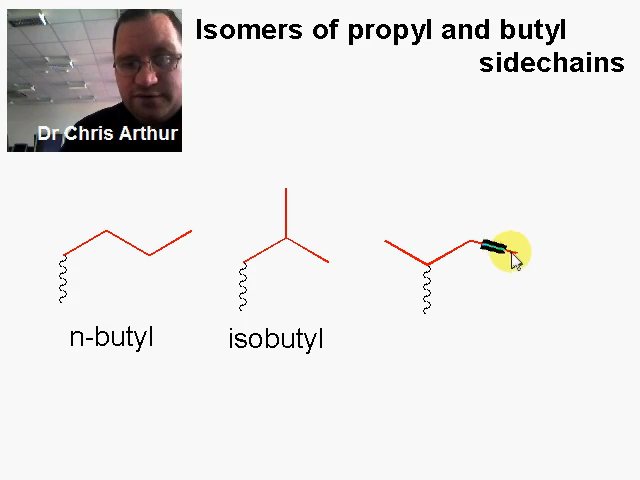 Isomers of propyl and butyl
sidechains
Dr Chris Arthur
n-butyl
isobutyl